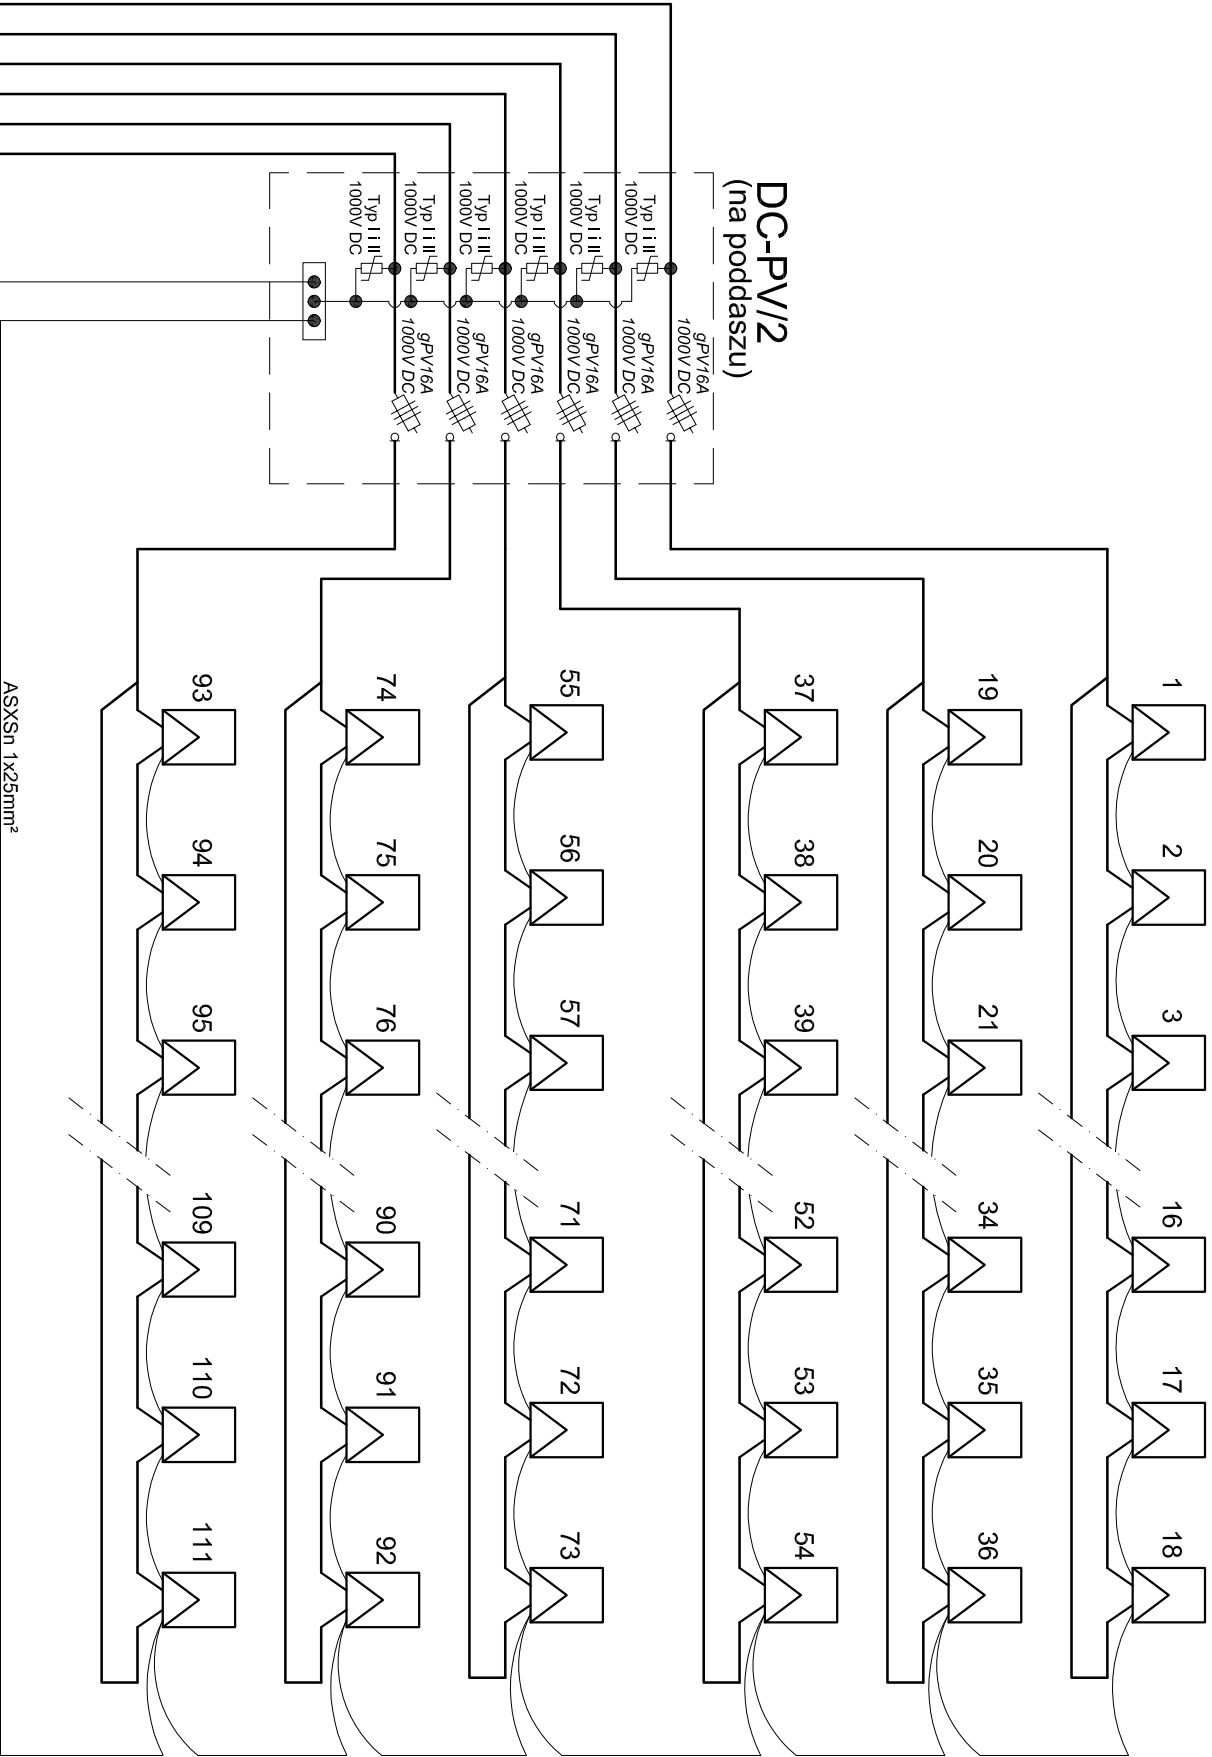 DC-PV/2
(na poddaszu)
Typ I i II
1000V DC
Typ I i II
1000V DC
Typ I i II
1000V DC
Typ I i II
1000V DC
Typ I i II
1000V DC
Typ I i II
1000V DC
gPV16A
1000V DC
gPV16A
1000V DC
gPV16A
1000V DC
gPV16A
1000V DC
gPV16A
1000V DC
gPV16A
1000V DC
1 2 3 16 17 18
19 20 21 34 35 36
37 38 39 52 53 54
55 56 57 71 72 73
74 75 76 90 91 92
93 94 95 109 110 111
ASXSn 1x25mm²